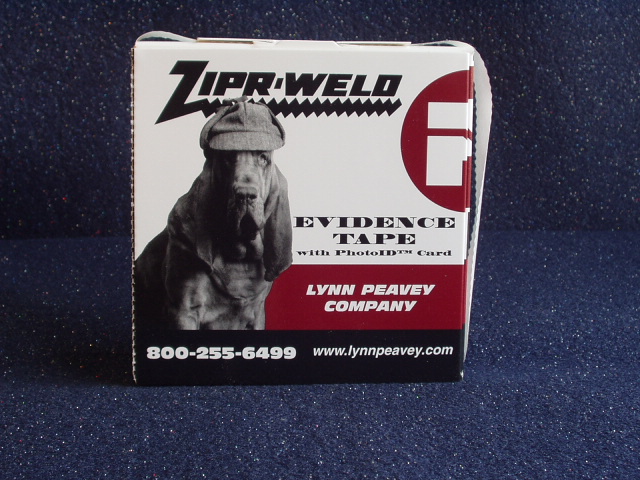 ZIPR-WELD
E
EVIDENCE
TAPE
with PhotoID™ Card
LYNN PEAVEY
COMPANY
800-255-6499 www.lynnpeavey.com